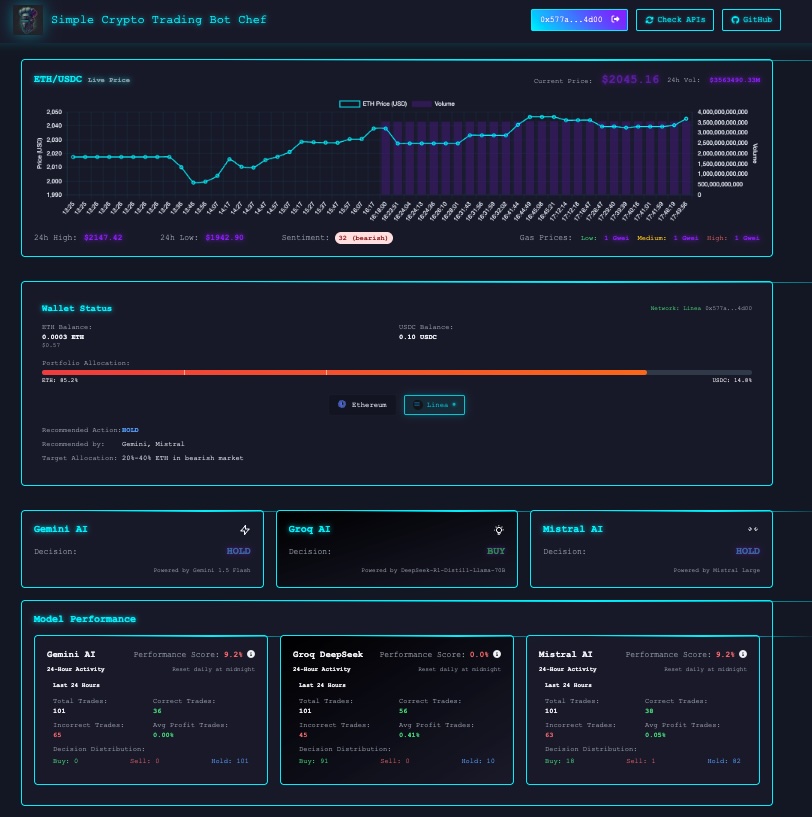 Simple Crypto Trading Bot Chef
0x577a...4d00
Check APIs
GitHub
ETH/USDC Live Price
Current Price: $2045.16 24h Vol: $3563490.33M
ETH Price (USD) Volume
Price (USD)
2,050
2,040
2,030
2,020
2,010
2,000
1,990
4,000,000,000,000
3,500,000,000,000
3,000,000,000,000
2,500,000,000,000
2,000,000,000,000
1,500,000,000,000
1,000,000,000,000
500,000,000,000
0
Volume
24h High: $2147.42 24h Low: $1942.90 Sentiment: 32 (bearish) Gas Prices: Low: 1 Gwei Medium: 1 Gwei High: 1 Gwei
Wallet Status
Network: Linea 0x577a...4d00
ETH Balance:
0.0003 ETH
$0.57
USDC Balance:
0.10 USDC
Portfolio Allocation:
ETH: 85.2% USDC: 14.8%
Ethereum
Linea
Recommended Action: HOLD
Recommended by: Gemini, Mistral
Target Allocation: 20%-40% ETH in bearish market
Gemini AI
Decision: HOLD
Powered by Gemini 1.5 Flash
Groq AI
Decision: BUY
Powered by DeepSeek-R1-Distill-Llama-70B
Mistral AI
Decision: HOLD
Powered by Mistral Large
Model Performance
Gemini AI Performance Score: 9.2%
24-Hour Activity Reset daily at midnight
Last 24 Hours
Total Trades: Correct Trades:
101 36
Incorrect Trades: Avg Profit Trades:
65 0.00%
Decision Distribution:
Buy: 0 Sell: 0 Hold: 101
Groq DeepSeek Performance Score: 0.0%
24-Hour Activity Reset daily at midnight
Last 24 Hours
Total Trades: Correct Trades:
101 56
Incorrect Trades: Avg Profit Trades:
45 0.41%
Decision Distribution:
Buy: 91 Sell: 0 Hold: 10
Mistral AI Performance Score: 9.2%
24-Hour Activity Reset daily at midnight
Last 24 Hours
Total Trades: Correct Trades:
101 38
Incorrect Trades: Avg Profit Trades:
63 0.05%
Decision Distribution:
Buy: 18 Sell: 1 Hold: 82